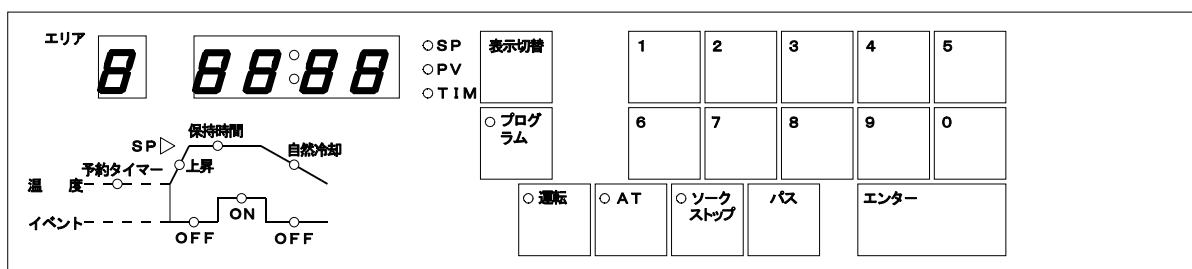 エリア
8
88:88
SP
PV
TIM
表示切替
1
2
3
4
5
プログ
ラム
6
7
8
9
0
保持時間
SP
自然冷却
予約タイマー
上昇
温 度
イベント
ON
OFF
OFF
運転
AT
ソーク
ストップ
パス
エンター